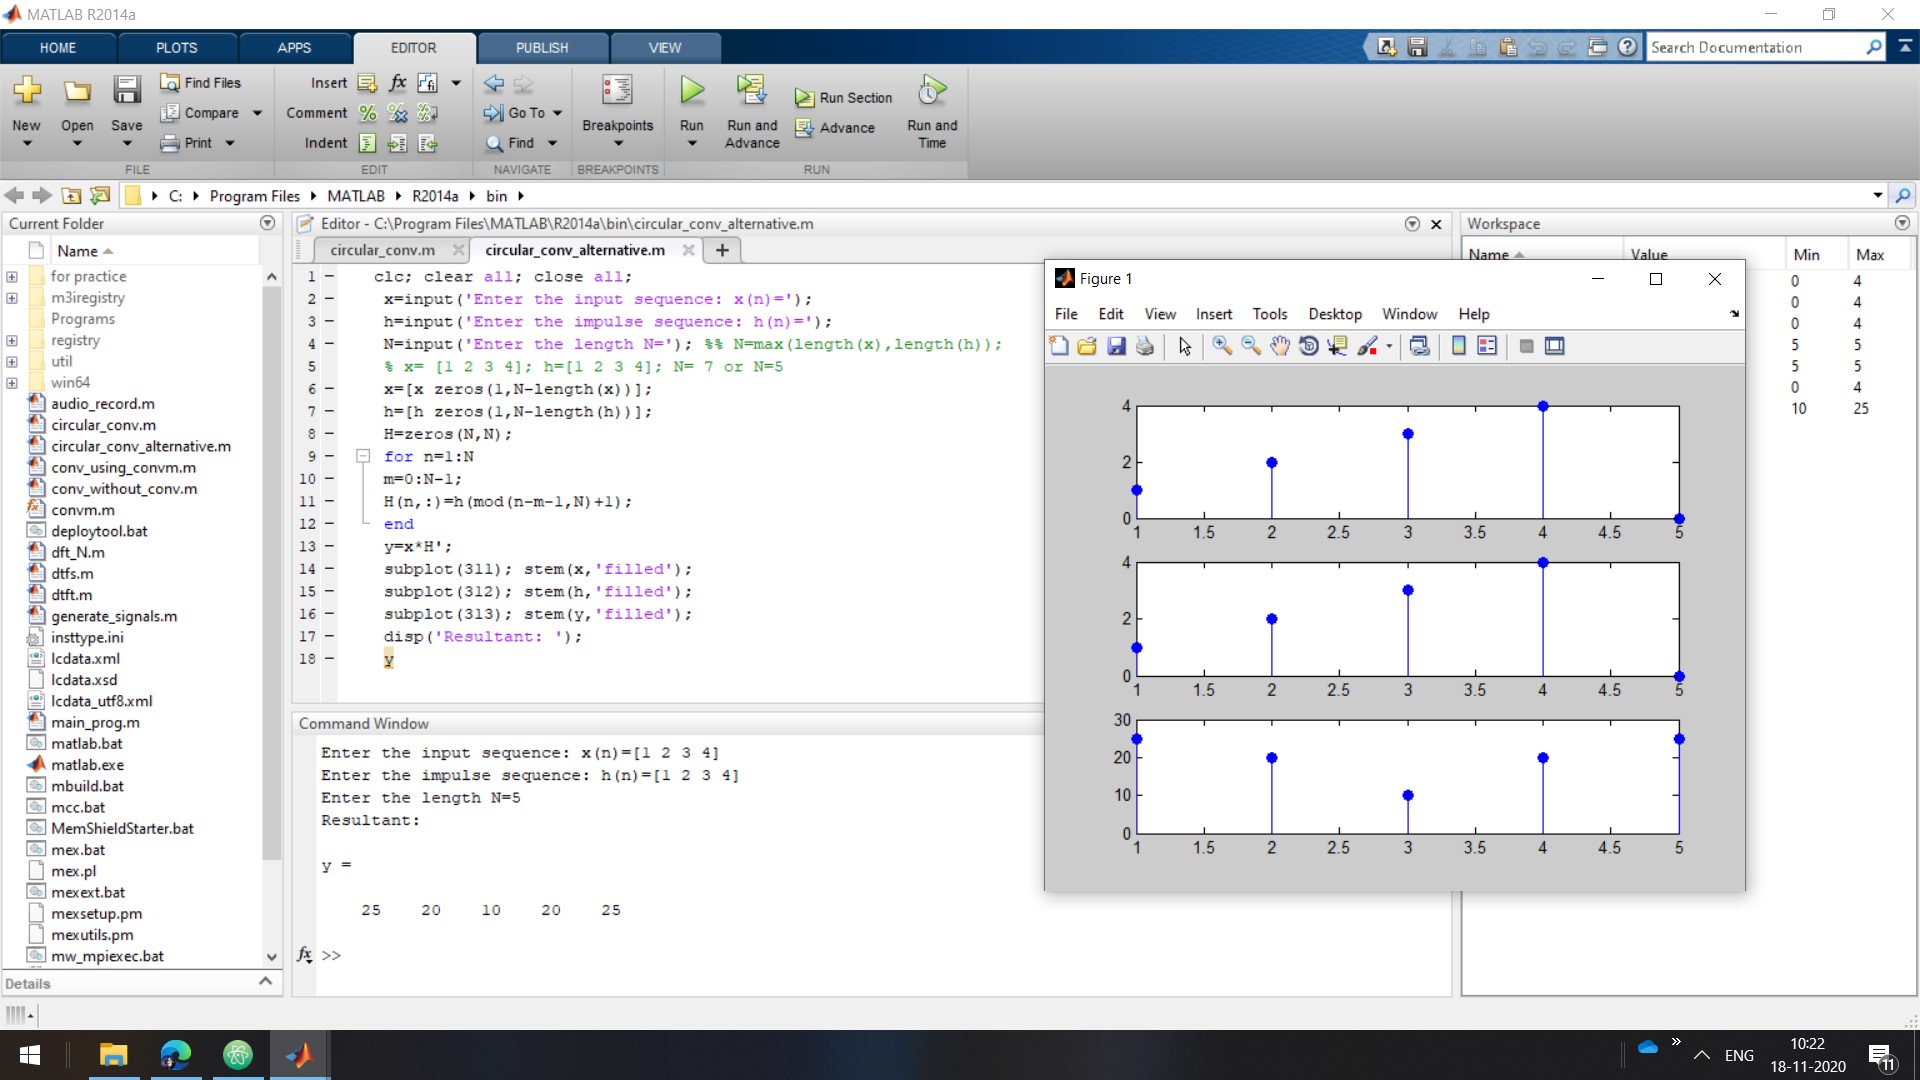 MATLAB R2014a
HOME PLOTS APPS EDITOR PUBLISH VIEW
Search Documentation
New Open Save Find Files Compare Print
FILE
Insert fx
Comment
Indent
EDIT
Go To
Find
NAVIGATE
Breakpoints
BREAKPOINTS
Run Run and Advance Run Section Advance Run and Time
RUN
C: Program Files MATLAB R2014a bin
Current Folder
Name
for practice
m3iregistry
Programs
registry
util
win64
audio_record.m
circular_conv.m
circular_conv_alternative.m
conv_using_convm.m
conv_without_conv.m
convm.m
deploytool.bat
dft_N.m
dtfs.m
dtft.m
generate_signals.m
insttype.ini
lcdata.xml
lcdata.xsd
lcdata_utf8.xml
main_prog.m
matlab.bat
matlab.exe
mbuild.bat
mcc.bat
MemShieldStarter.bat
mex.bat
mex.pl
mexext.bat
mexsetup.pm
mexutils.pm
mw_mpiexec.bat
Details
Editor - C:\Program Files\MATLAB\R2014a\bin\circular_conv_alternative.m
circular_conv.m circular_conv_alternative.m +
1 - clc; clear all; close all;
2 - x=input('Enter the input sequence: x(n)=');
3 - h=input('Enter the impulse sequence: h(n)=');
4 - N=input('Enter the length N='); %% N=max(length(x),length(h));
5 % x= [1 2 3 4]; h=[1 2 3 4]; N= 7 or N=5
6 - x=[x zeros(1,N-length(x))];
7 - h=[h zeros(1,N-length(h))];
8 - H=zeros(N,N);
9 - for n=1:N
10 - m=0:N-1;
11 - H(n,:)=h(mod(n-m-1,N)+1);
12 - end
13 - y=x*H';
14 - subplot(311); stem(x,'filled');
15 - subplot(312); stem(h,'filled');
16 - subplot(313); stem(y,'filled');
17 - disp('Resultant: ');
18 - y
Command Window
Enter the input sequence: x(n)=[1 2 3 4]
Enter the impulse sequence: h(n)=[1 2 3 4]
Enter the length N=5
Resultant:
y =
25 20 10 20 25
fx >>
Workspace
Name Value Min Max
0 4
0 4
0 4
5 5
5 5
0 4
10 25
Figure 1
File Edit View Insert Tools Desktop Window Help
4
2
0
1 1.5 2 2.5 3 3.5 4 4.5 5
4
2
0
1 1.5 2 2.5 3 3.5 4 4.5 5
30
20
10
0
1 1.5 2 2.5 3 3.5 4 4.5 5
ENG
10:22
18-11-2020
11